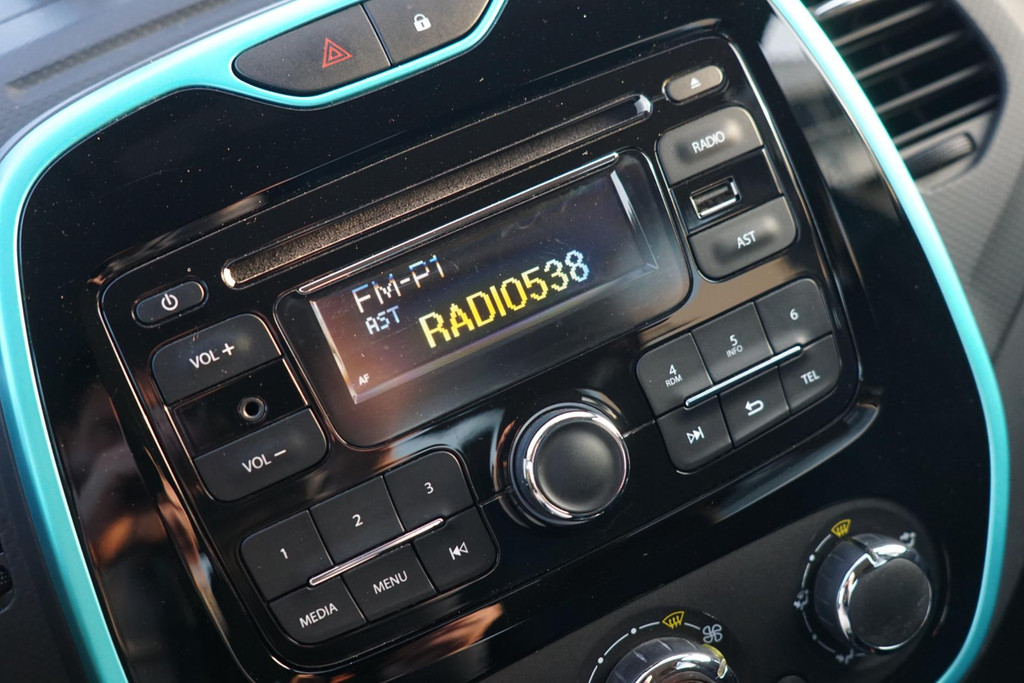 RADIO
FM-P1
AST
RADIO538
AF
AST
VOL +
VOL −
4
RDM
5
INFO
6
TEL
1
2
3
MEDIA
MENU